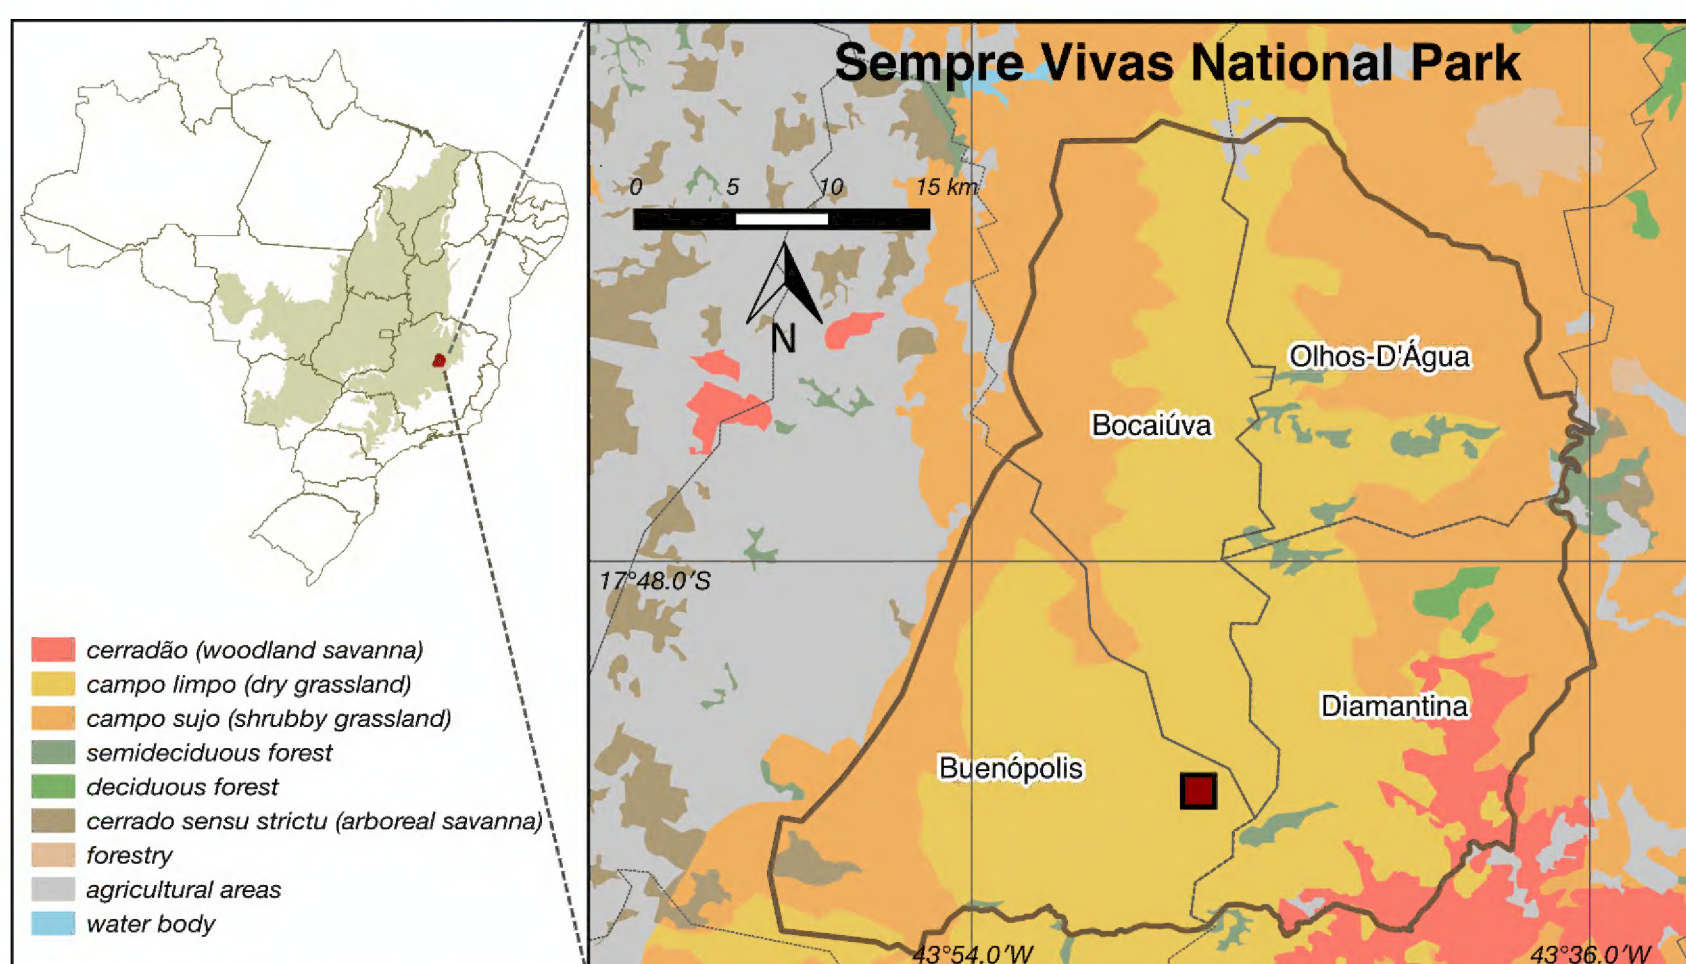 Sempre Vivas National Park
0 5 10 15 km
N
Olhos-D'Água
Bocaiúva
17°48.0'S
Diamantina
Buenópolis
43°54.0'W
43°36.0'W
cerradão (woodland savanna)
campo limpo (dry grassland)
campo sujo (shrubby grassland)
semideciduous forest
deciduous forest
cerrado sensu strictu (arboreal savanna)
forestry
agricultural areas
water body